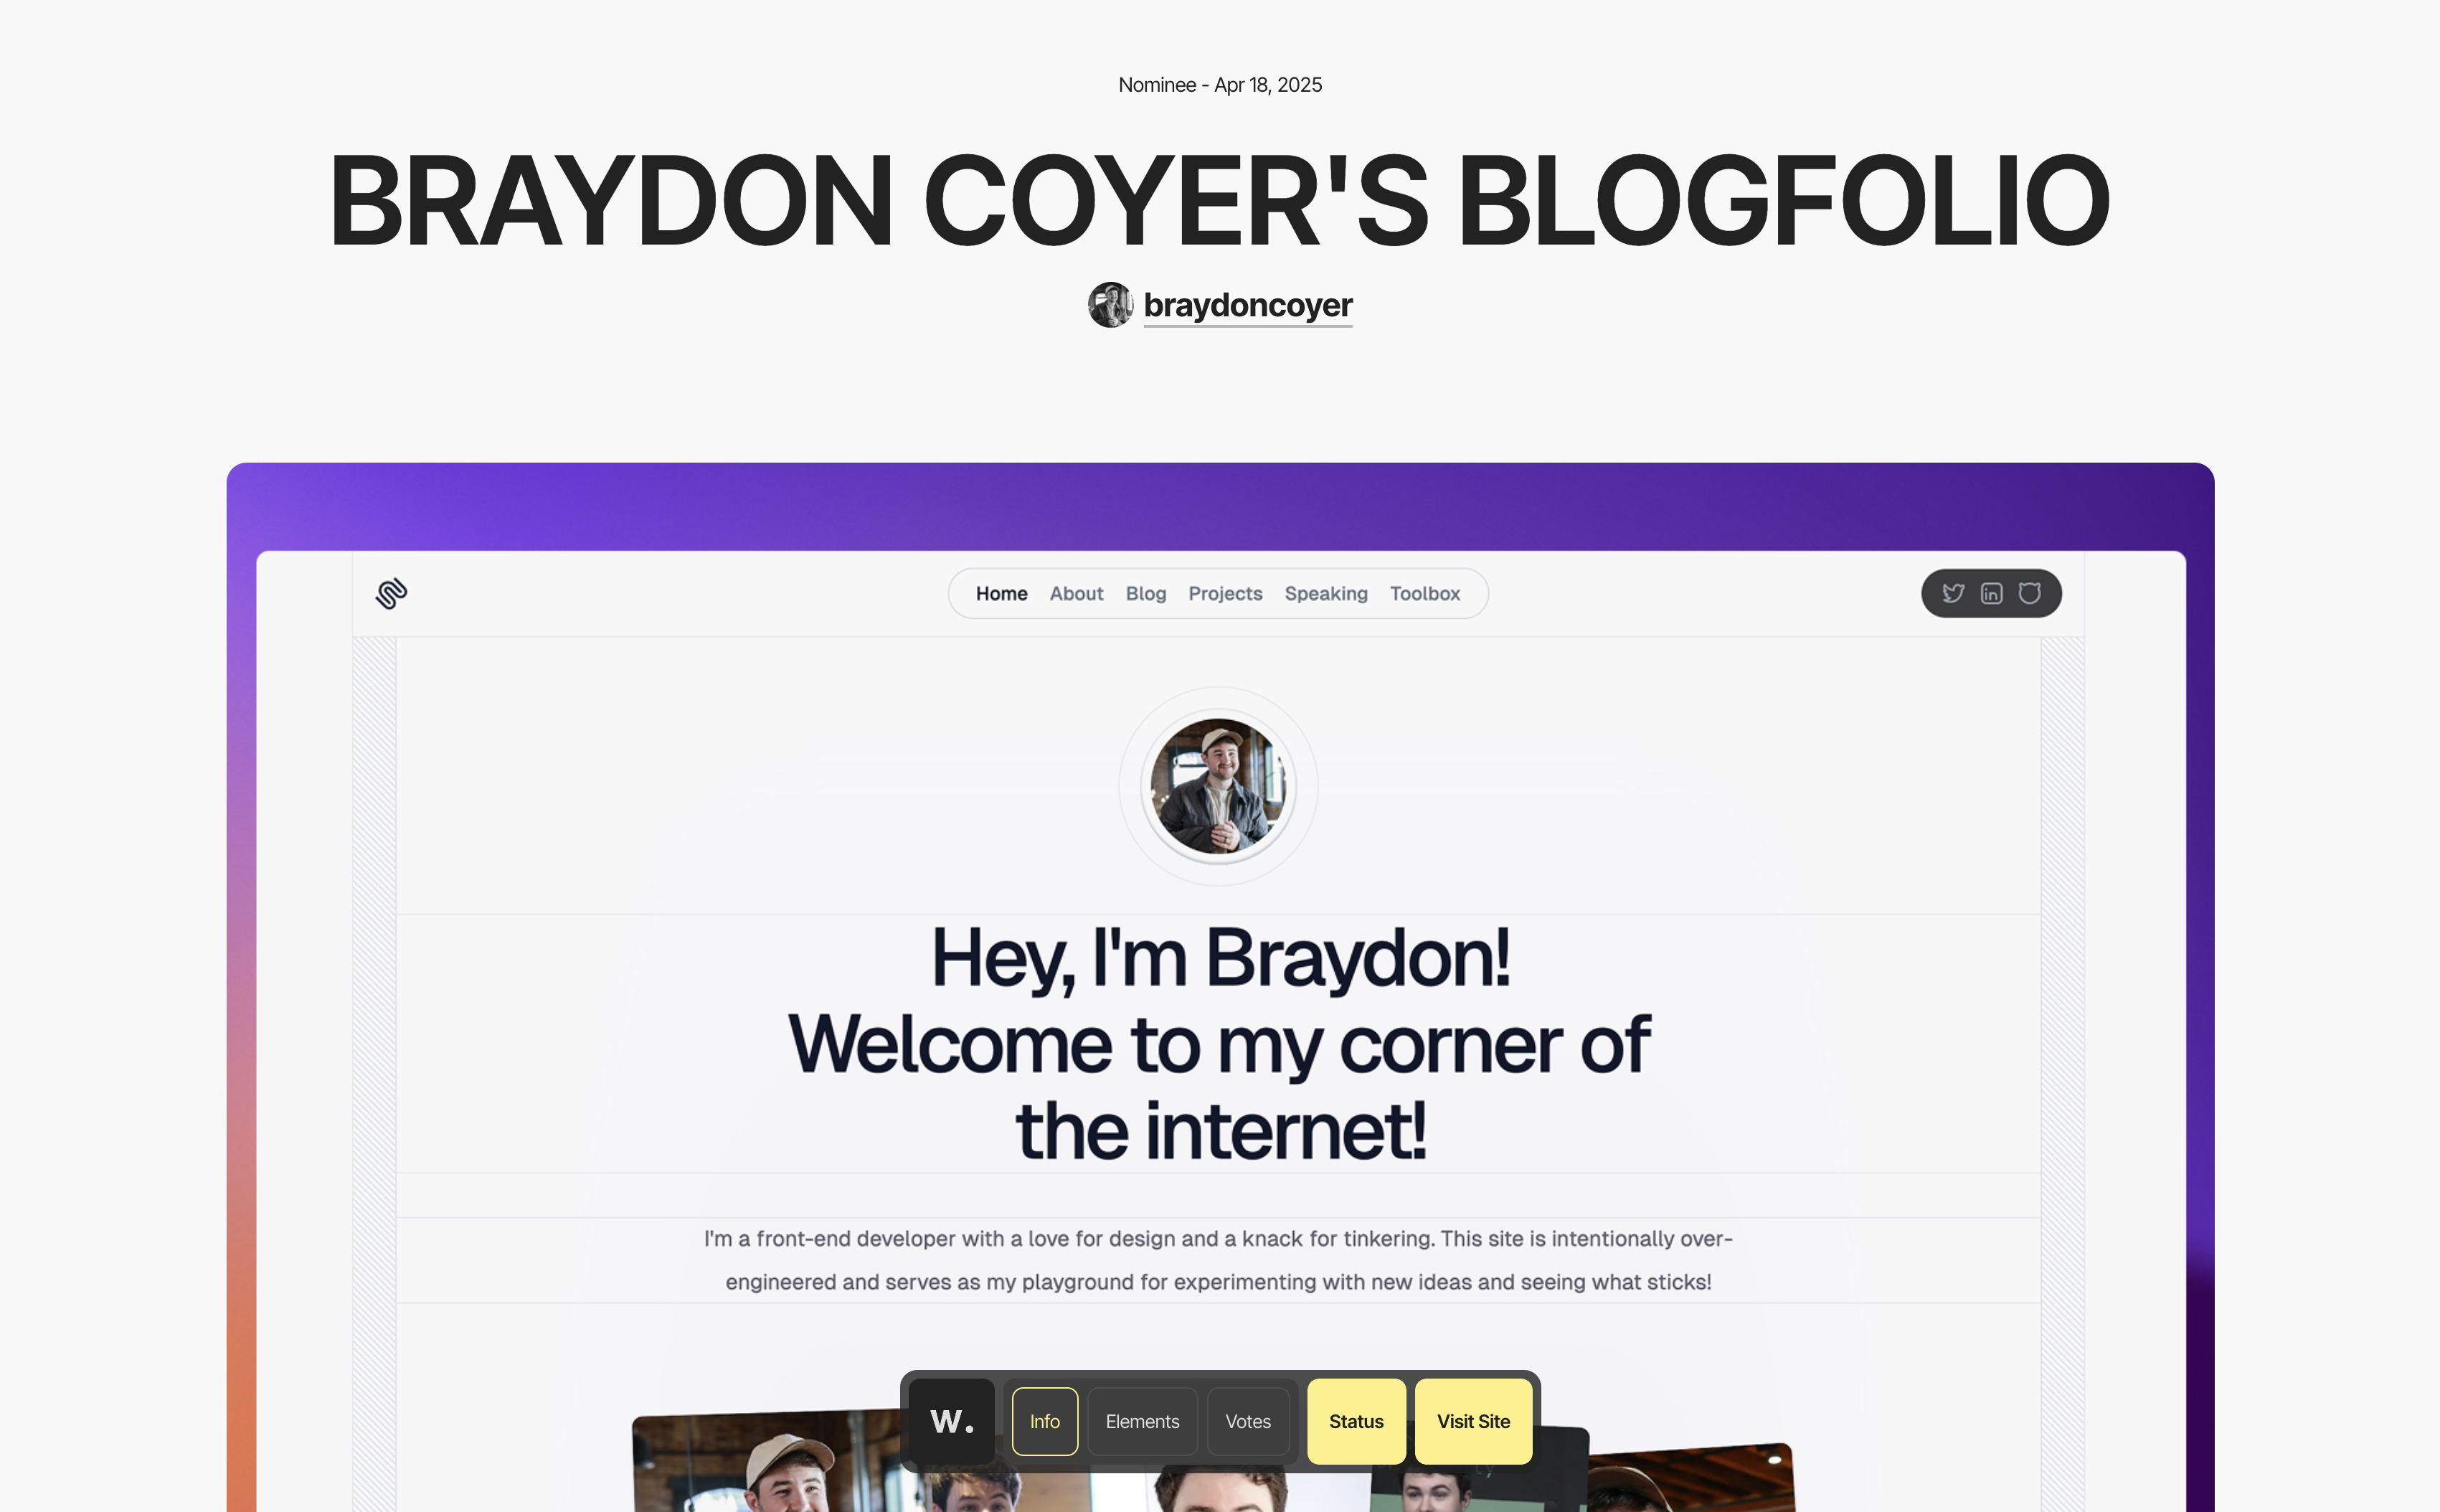 Nominee - Apr 18, 2025
BRAYDON COYER'S BLOGFOLIO
braydoncoyer
Home About Blog Projects Speaking Toolbox
in
Hey, I'm Braydon!
Welcome to my corner of
the internet!
I'm a front-end developer with a love for design and a knack for tinkering. This site is intentionally over-
engineered and serves as my playground for experimenting with new ideas and seeing what sticks!
w. Info Elements Votes Status Visit Site